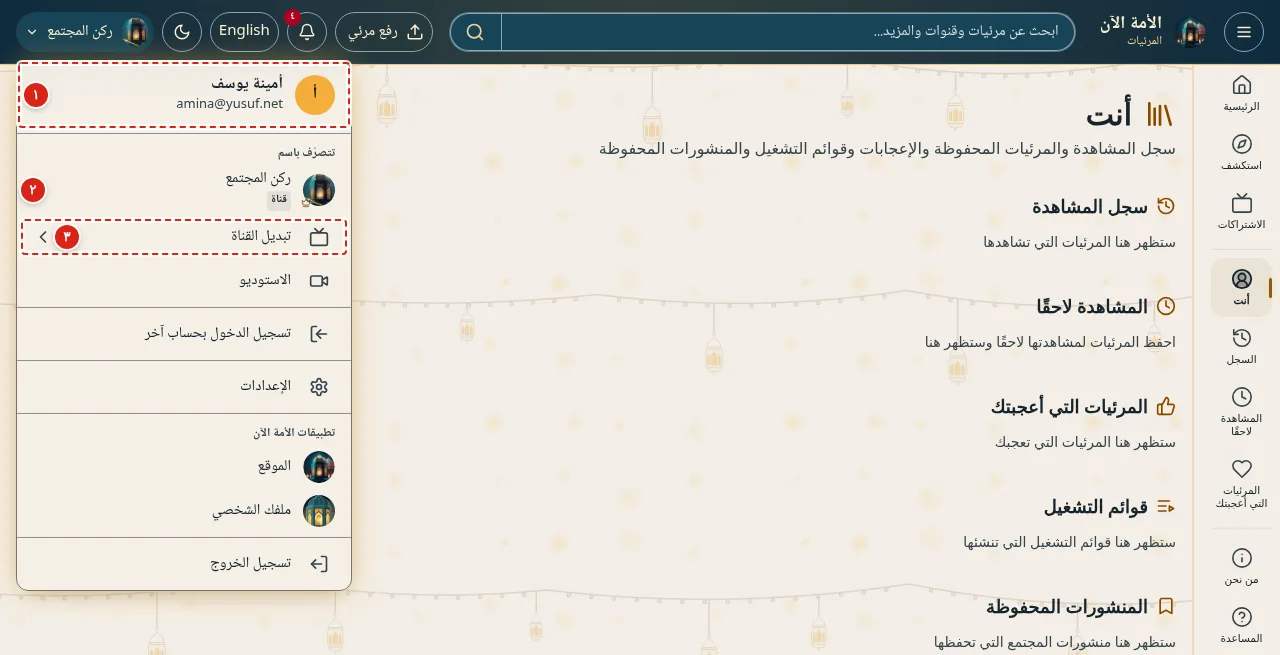 الأمة الآن
المرئيات
ابحث عن مرئيات وقنوات والمزيد...
رفع مرئي
٤
English
ركن المجتمع
الرئيسية
استكشف
الاشتراكات
أنت
السجل
المشاهدة
لاحقًا
المرئيات
التي أعجبتك
من نحن
المساعدة
أنت
سجل المشاهدة والمرئيات المحفوظة والإعجابات وقوائم التشغيل والمنشورات المحفوظة
سجل المشاهدة
ستظهر هنا المرئيات التي تشاهدها
المشاهدة لاحقًا
احفظ المرئيات لمشاهدتها لاحقًا وستظهر هنا
المرئيات التي أعجبتك
ستظهر هنا المرئيات التي تعجبك
قوائم التشغيل
ستظهر هنا قوائم التشغيل التي تنشئها
المنشورات المحفوظة
ستظهر هنا منشورات المجتمع التي تحفظها
أ
أمينة يوسف
amina@yusuf.net
١
تتصرّف باسم
ركن المجتمع
قناة
٢
تبديل القناة
٣
الاستوديو
تسجيل الدخول بحساب آخر
الإعدادات
تطبيقات الأمة الآن
الموقع
ملفك الشخصي
تسجيل الخروج